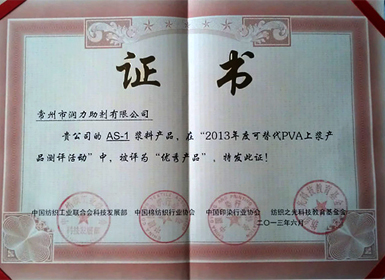 证书
常州市润力助剂有限公司
贵公司的 AS-1 浆料产品，在“2013年度可替代PVA上浆产
品测评活动”中，被评为“优秀产品”，特发此证！
中国纺织工业联合会科技发展部 中国棉纺织行业协会 中国印染行业协会 纺织之光科技教育基金会
二〇一三年六月